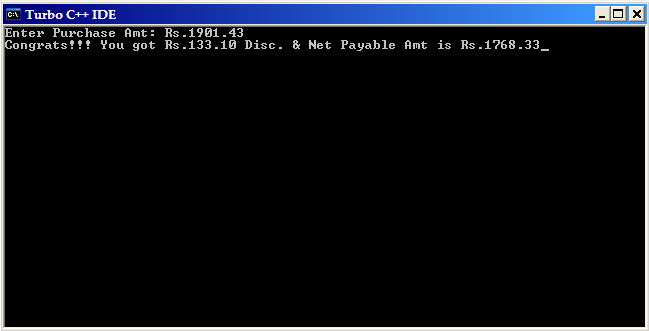 Turbo C++ IDE
Enter Purchase Amt: Rs.1901.43
Congrats!!! You got Rs.133.10 Disc. & Net Payable Amt is Rs.1768.33_